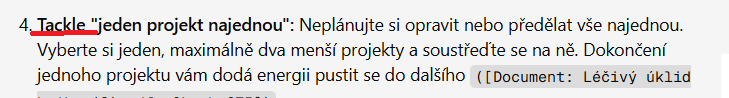 4. Tackle "jeden projekt najednou": Neplánujte si opravit nebo předělat vše najednou.
Vyberte si jeden, maximálně dva menší projekty a soustřeďte se na ně. Dokončení
jednoho projektu vám dodá energii pustit se do dalšího ([Document: Léčivý úklid